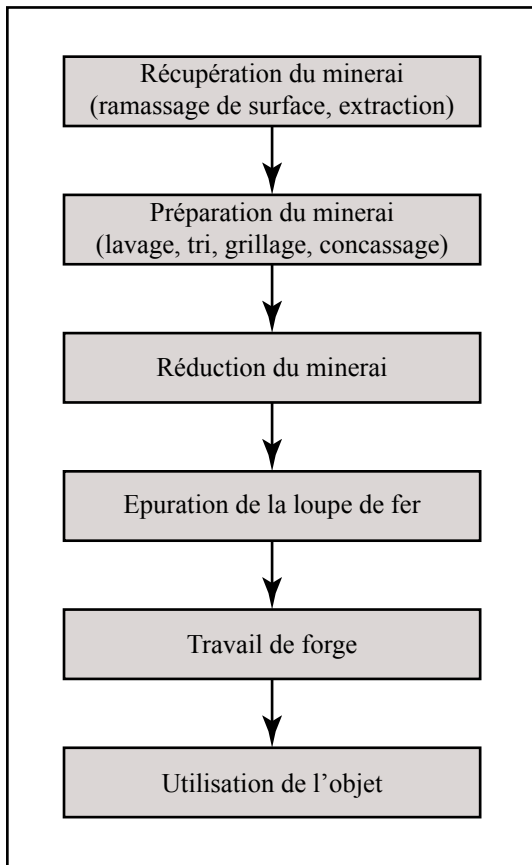 Récupération du minerai
(ramassage de surface, extraction)
Préparation du minerai
(lavage, tri, grillage, concassage)
Réduction du minerai
Epuration de la loupe de fer
Travail de forge
Utilisation de l’objet